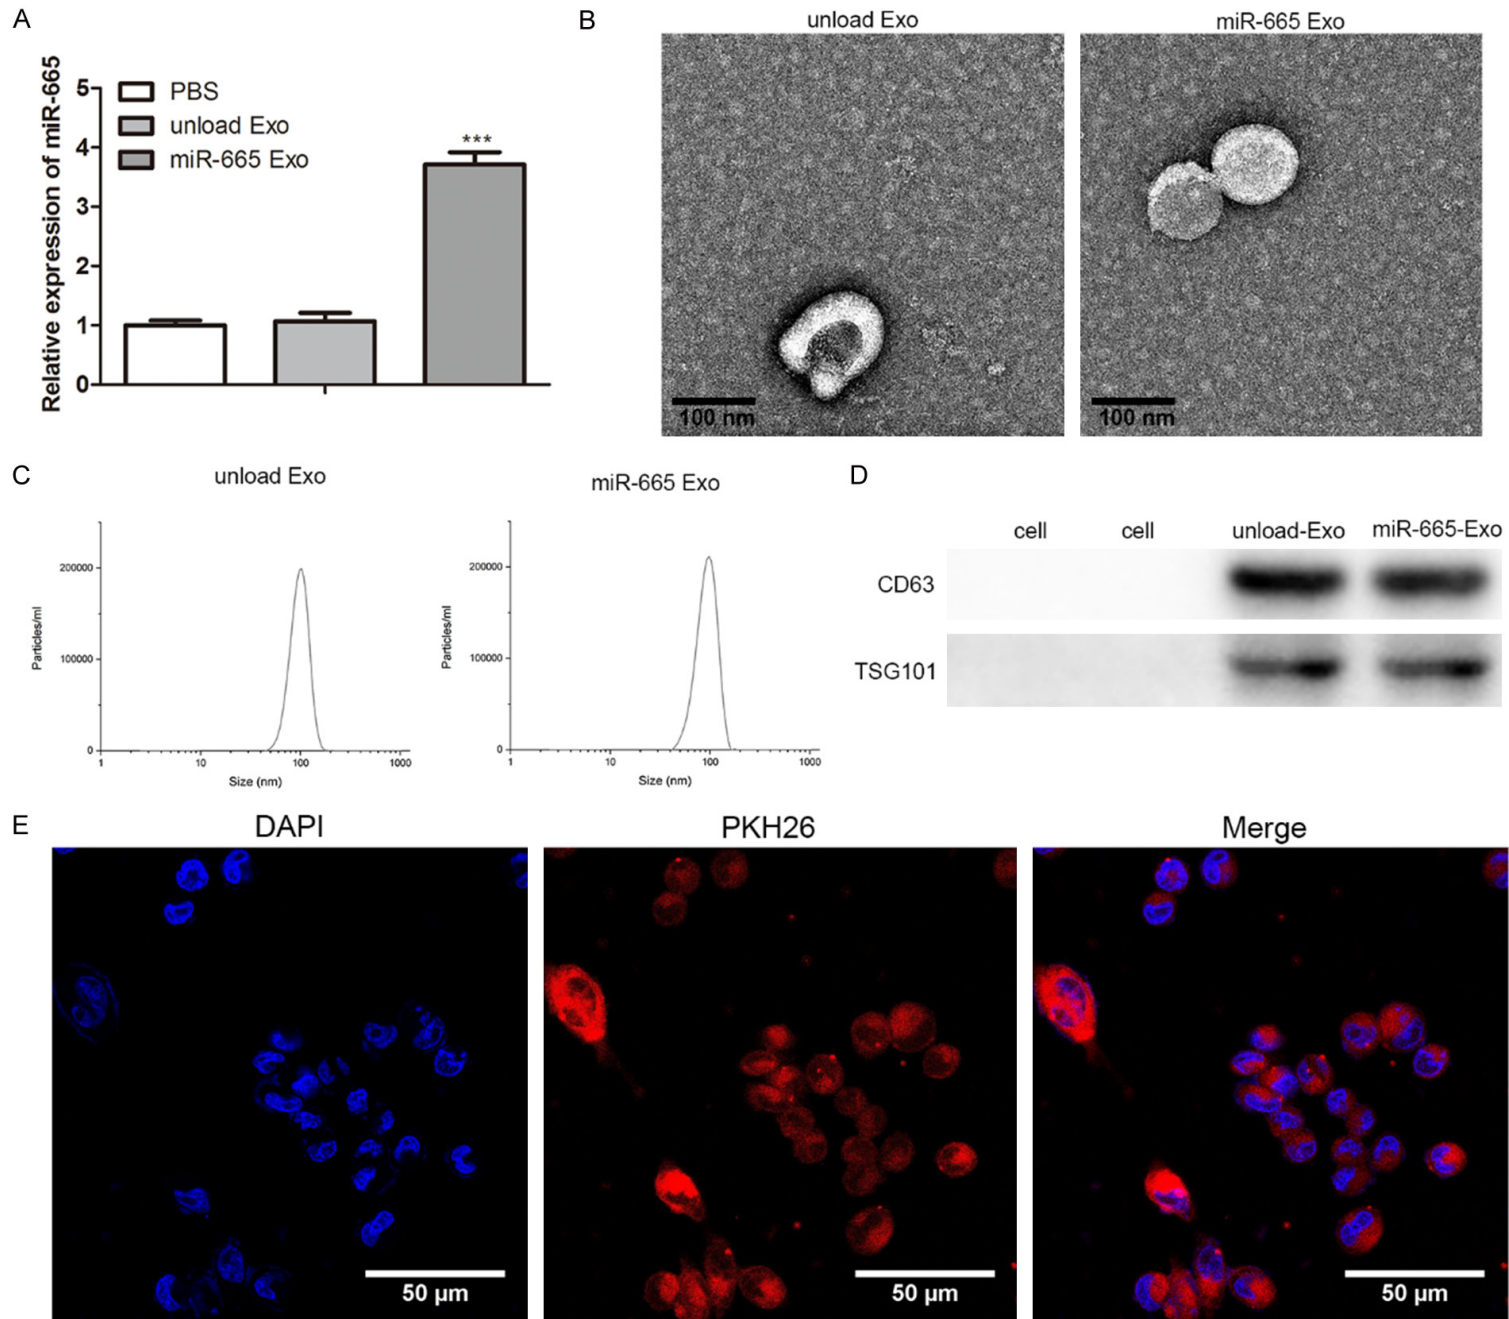 A
Relative expression of miR-665
5
4
3
2
1
0
PBS
unload Exo
miR-665 Exo
***
B
unload Exo
miR-665 Exo
100 nm
100 nm
C
unload Exo
miR-665 Exo
Particles/ml
200000
100000
0
1
10
100
1000
Size (nm)
Particles/ml
200000
100000
0
1
10
100
1000
Size (nm)
D
cell
cell
unload-Exo
miR-665-Exo
CD63
TSG101
E
DAPI
PKH26
Merge
50 µm
50 µm
50 µm